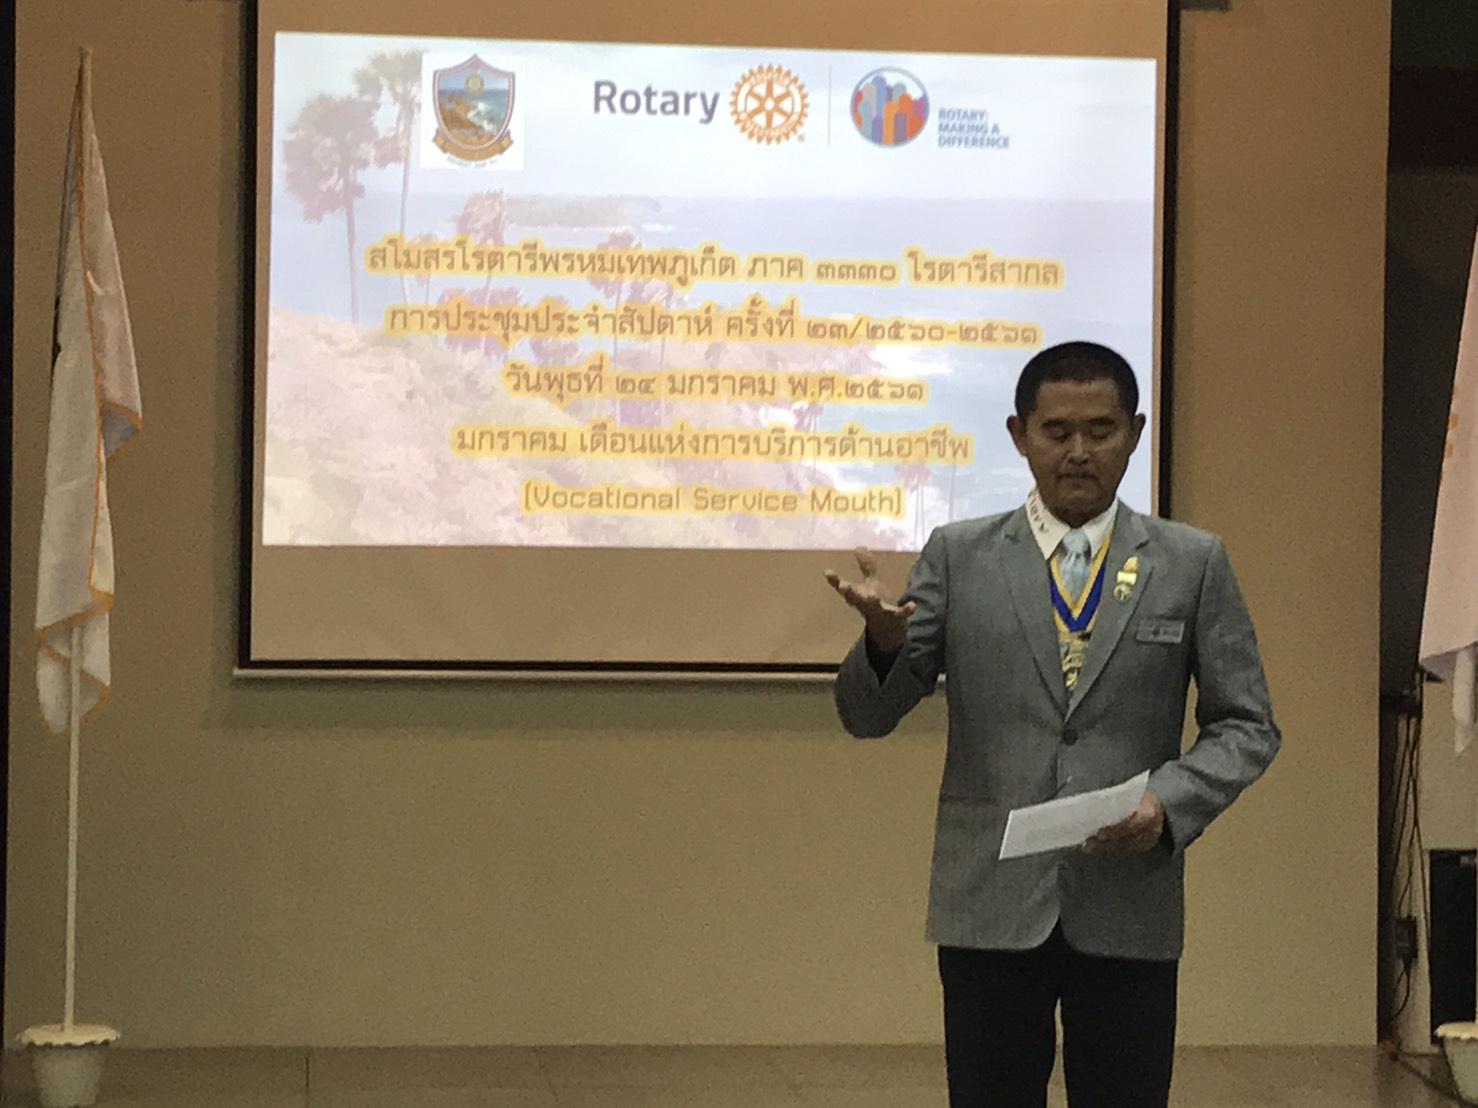 Rotary
ROTARY:
MAKING A
DIFFERENCE
สโมสรโรตารีพรหมเทพภูเก็ต ภาค ๓๓๓๐ โรตารีสากล
การประชุมประจำสัปดาห์ ครั้งที่ ๒๓/๒๕๖๐-๒๕๖๑
วันพุธที่ ๒๔ มกราคม พ.ศ.๒๕๖๑
มกราคม เดือนแห่งการบริการด้านอาชีพ
(Vocational Service Mouth)